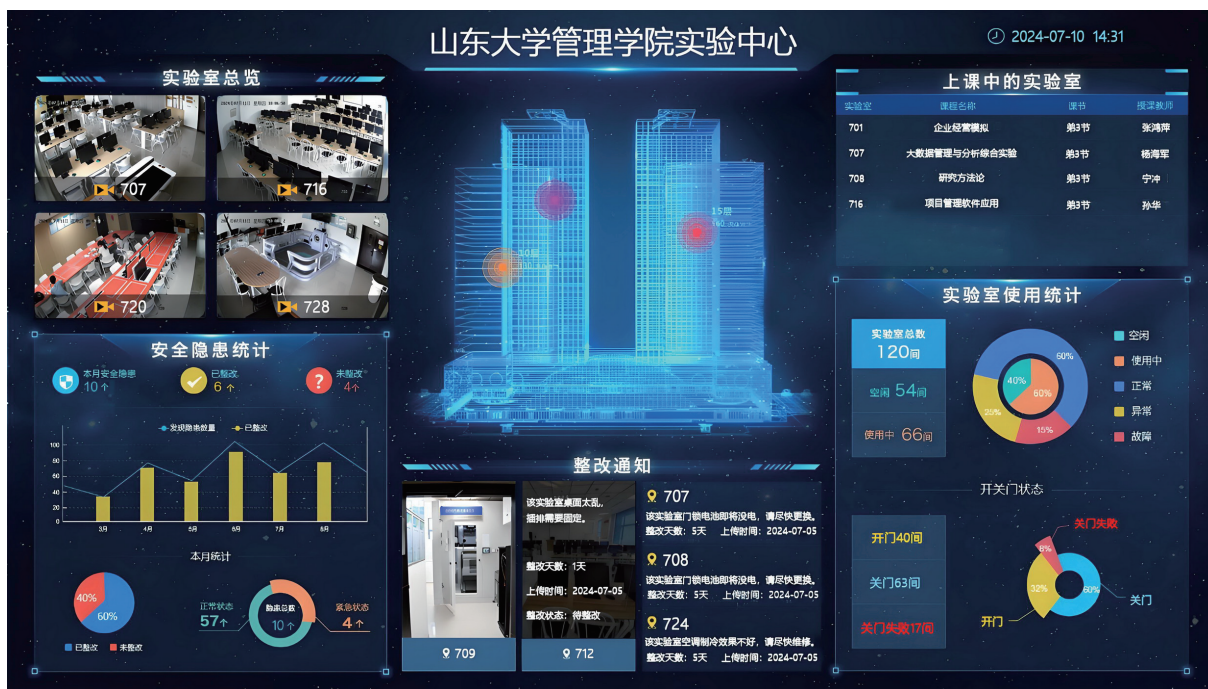 山东大学管理学院实验中心
2024-07-10 14:31
实验室总览
707
716
720
728
安全隐患统计
本月安全隐患
10个
已整改
6个
未整改
4个
发现隐患数量 已整改
100
80
60
40
20
0
3月 4月 5月 6月 7月 8月
本月统计
40%
60%
已整改 未整改
正常状态
57个
隐患总数
10个
紧急状态
4个
10层
15层
整改通知
709
该实验室桌面太乱，
插排需要固定。
整改天数：1天
上传时间：2024-07-05
整改状态：待整改
712
707
该实验室门锁电池即将没电，请尽快更换。
整改天数：5天 上传时间：2024-07-05
708
该实验室门锁电池即将没电，请尽快更换。
整改天数：5天 上传时间：2024-07-05
724
该实验室空调制冷效果不好，请尽快维修。
整改天数：5天 上传时间：2024-07-05
上课中的实验室
实验室 课程名称 课节 授课教师
701 企业经营模拟 第3节 张鸿萍
707 大数据管理与分析综合实验 第3节 杨海军
708 研究方法论 第3节 宁冲
716 项目管理软件应用 第3节 孙华
实验室使用统计
实验室总数
120间
空闲 54间
使用中 66间
60%
40%
60%
25%
15%
空闲
使用中
正常
异常
故障
开关门状态
开门40间
关门63间
关门失败17间
关门失败
8%
32%
60%
关门
开门